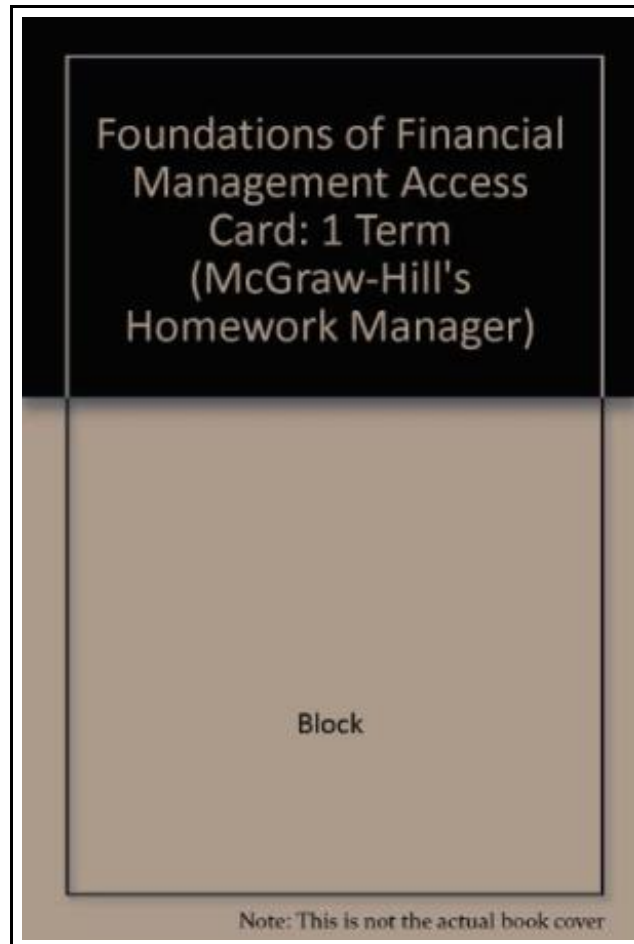 Foundations of Financial
Management Access
Card: 1 Term
(McGraw-Hill's
Homework Manager)
Block
Note: This is not the actual book cover